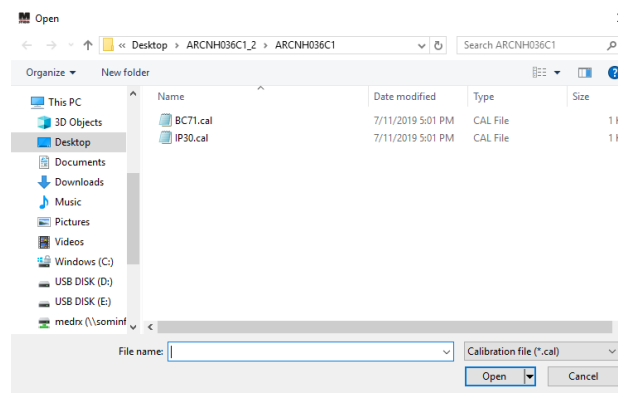 Open
« Desktop > ARCNH036C1_2 > ARCNH036C1
Search ARCNH036C1
Organize
New folder
Name
Date modified
Type
Size
This PC
3D Objects
Desktop
Documents
Downloads
Music
Pictures
Videos
Windows (C:)
USB DISK (D:)
USB DISK (E:)
medrx (\\sominf
BC71.cal 7/11/2019 5:01 PM CAL File 1
IP30.cal 7/11/2019 5:01 PM CAL File 1
File name:
Calibration file (*.cal)
Open
Cancel